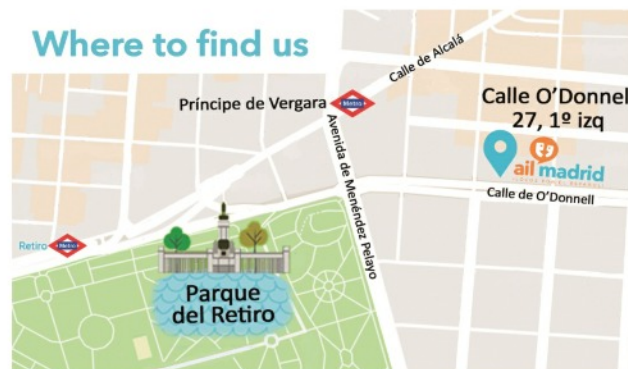 Where to find us
Calle de Alcalá
Príncipe de Vergara
Metro
Calle O'Donnell
27, 1º izq
ail madrid
Avenida de Menéndez Pelayo
Calle de O'Donnell
Retiro
Metro
Parque
del Retiro